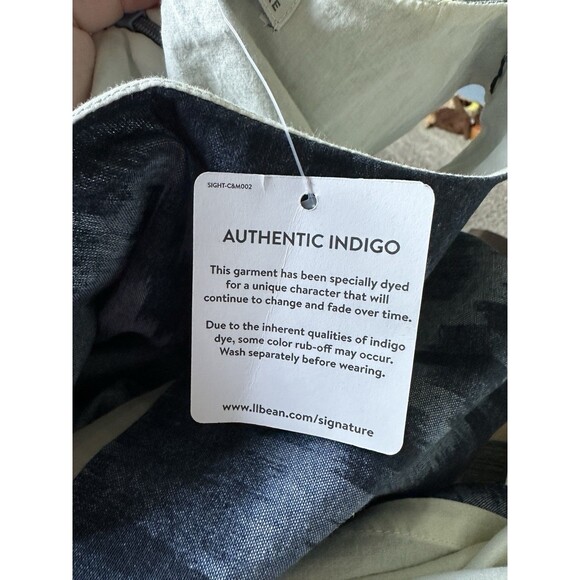 E
SIGHT-C&M002
AUTHENTIC INDIGO
This garment has been specially dyed
for a unique character that will
continue to change and fade over time.
Due to the inherent qualities of indigo
dye, some color rub-off may occur.
Wash separately before wearing.
www.llbean.com/signature